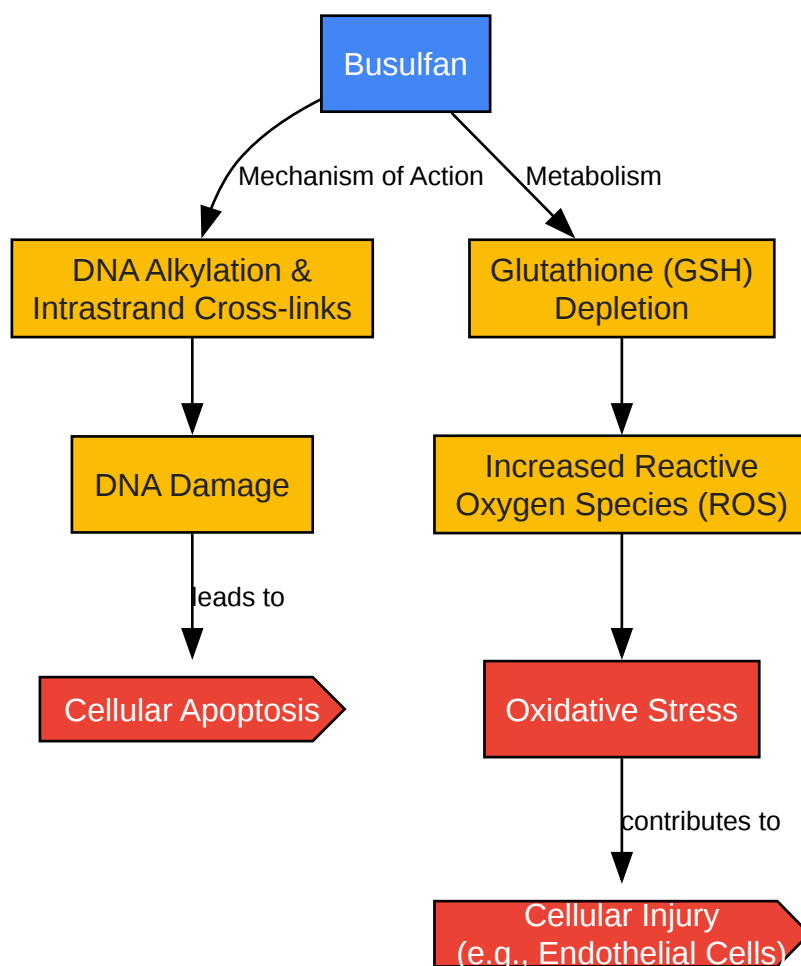 Busulfan
Mechanism of Action
Metabolism
DNA Alkylation &
Intrastrand Cross-links
Glutathione (GSH)
Depletion
DNA Damage
Increased Reactive
Oxygen Species (ROS)
leads to
Cellular Apoptosis
Oxidative Stress
contributes to
Cellular Injury
(e.g., Endothelial Cells)